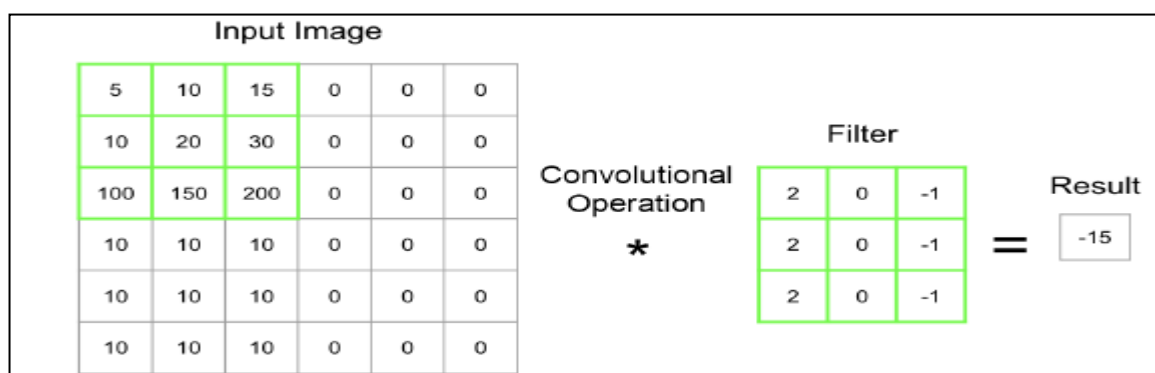 Input Image
5 10 15 0 0 0
10 20 30 0 0 0
100 150 200 0 0 0
10 10 10 0 0 0
10 10 10 0 0 0
10 10 10 0 0 0
Convolutional
Operation
*
Filter
2 0 -1
2 0 -1
2 0 -1
=
Result
-15